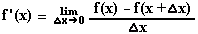 f'(x) = lim Δx→0 f(x) - f(x + Δx) / Δx